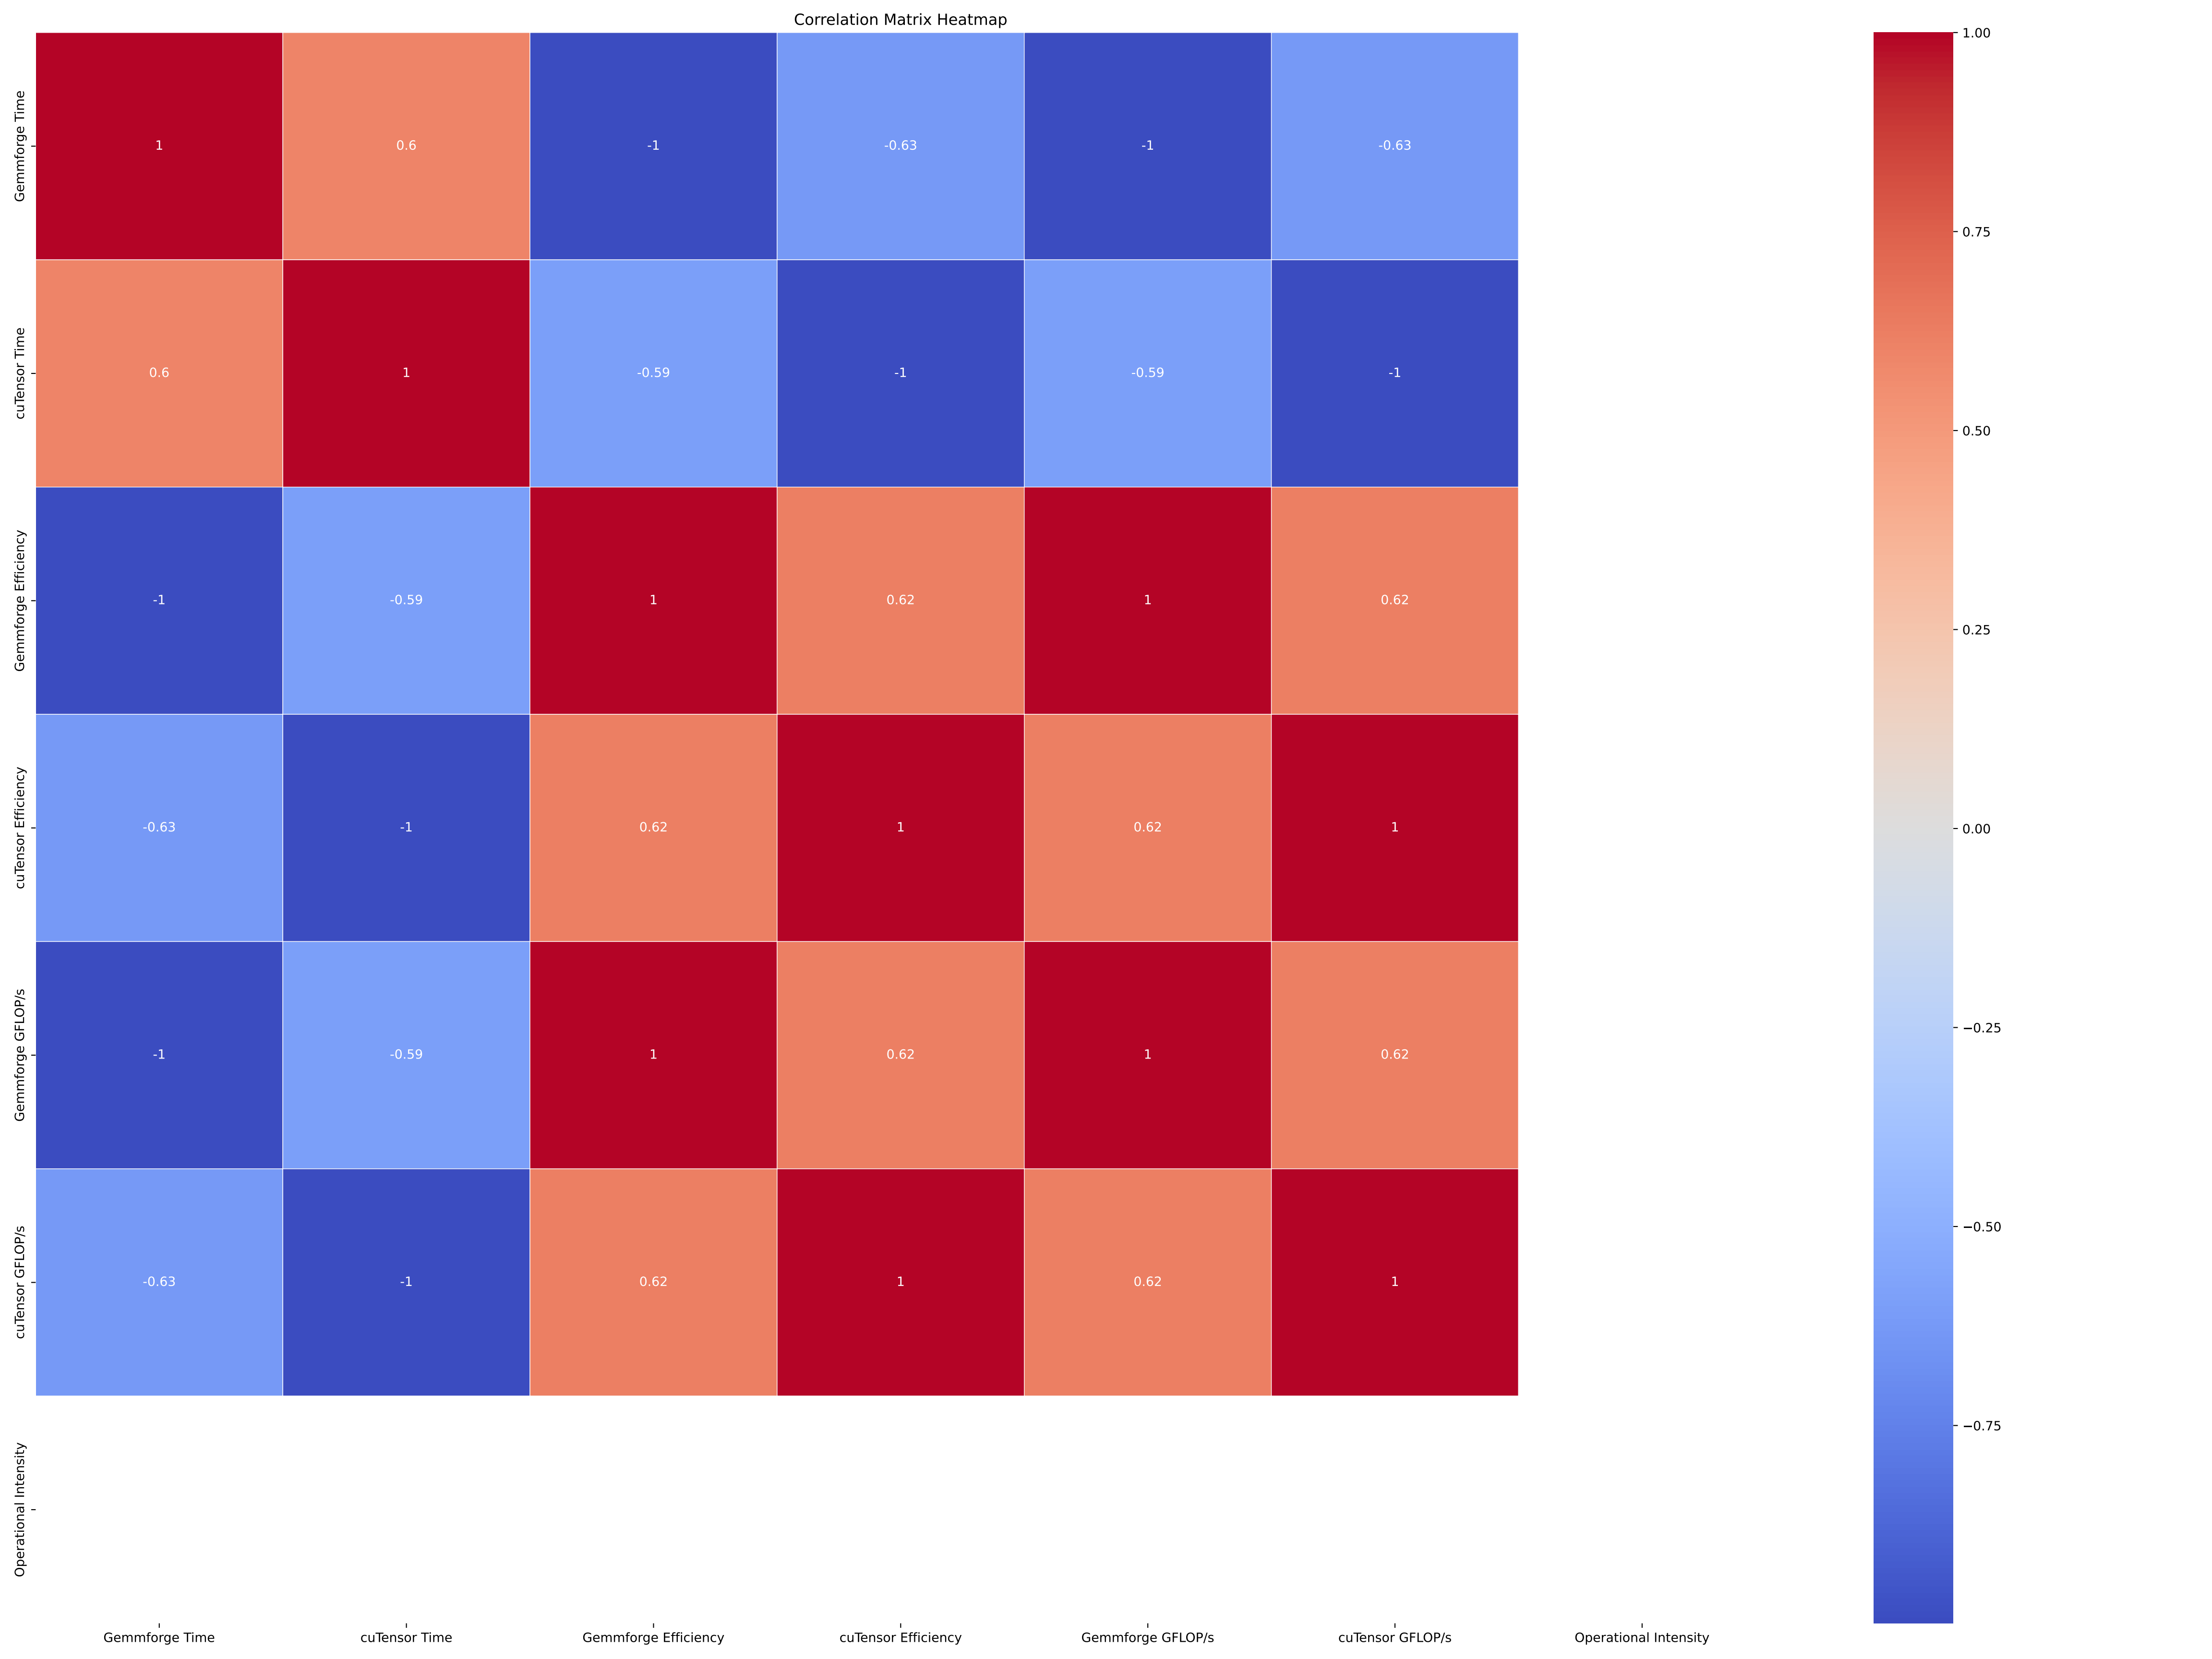 Correlation Matrix Heatmap
Gemmforge Time
1
0.6
-1
-0.63
-1
-0.63
cuTensor Time
0.6
1
-0.59
-1
-0.59
-1
Gemmforge Efficiency
-1
-0.59
1
0.62
1
0.62
cuTensor Efficiency
-0.63
-1
0.62
1
0.62
1
Gemmforge GFLOP/s
-1
-0.59
1
0.62
1
0.62
cuTensor GFLOP/s
-0.63
-1
0.62
1
0.62
1
Operational Intensity
Gemmforge Time
cuTensor Time
Gemmforge Efficiency
cuTensor Efficiency
Gemmforge GFLOP/s
cuTensor GFLOP/s
Operational Intensity
1.00
0.75
0.50
0.25
0.00
−0.25
−0.50
−0.75